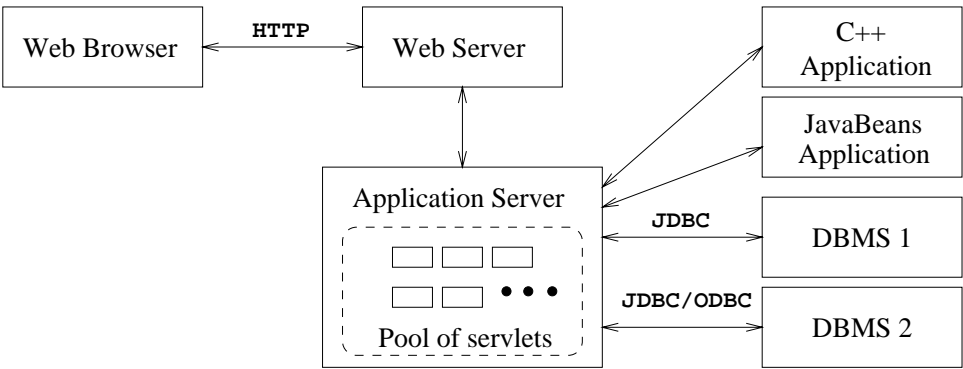 Web Browser
HTTP
Web Server
C++
Application
JavaBeans
Application
Application Server
JDBC
DBMS 1
JDBC/ODBC
DBMS 2
Pool of servlets